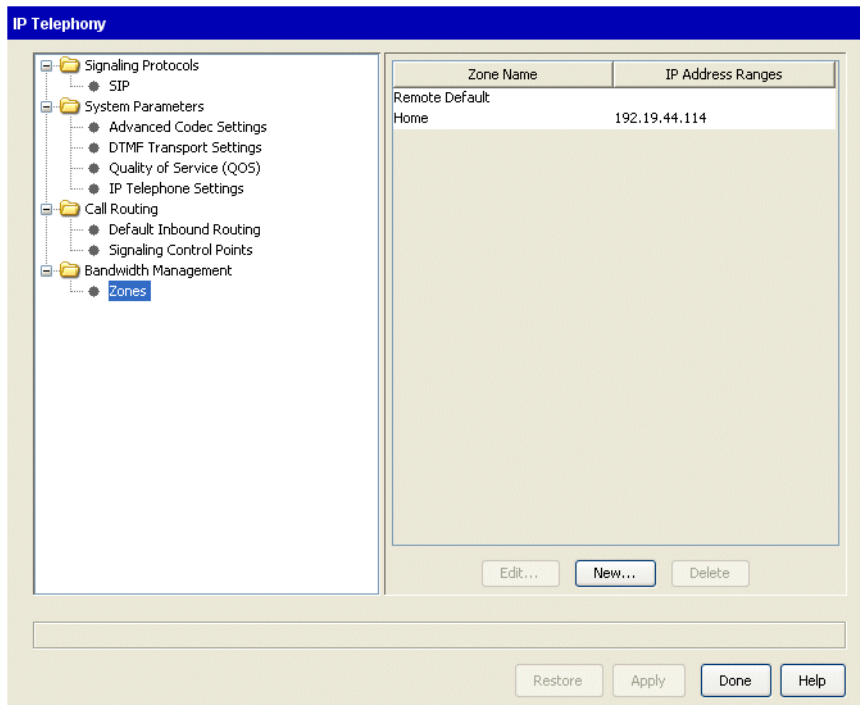 IP Telephony
Signaling Protocols
SIP
System Parameters
Advanced Codec Settings
DTMF Transport Settings
Quality of Service (QOS)
IP Telephone Settings
Call Routing
Default Inbound Routing
Signaling Control Points
Bandwidth Management
Zones
Zone Name IP Address Ranges
Remote Default
Home 192.19.44.114
Edit... New... Delete
Restore Apply Done Help